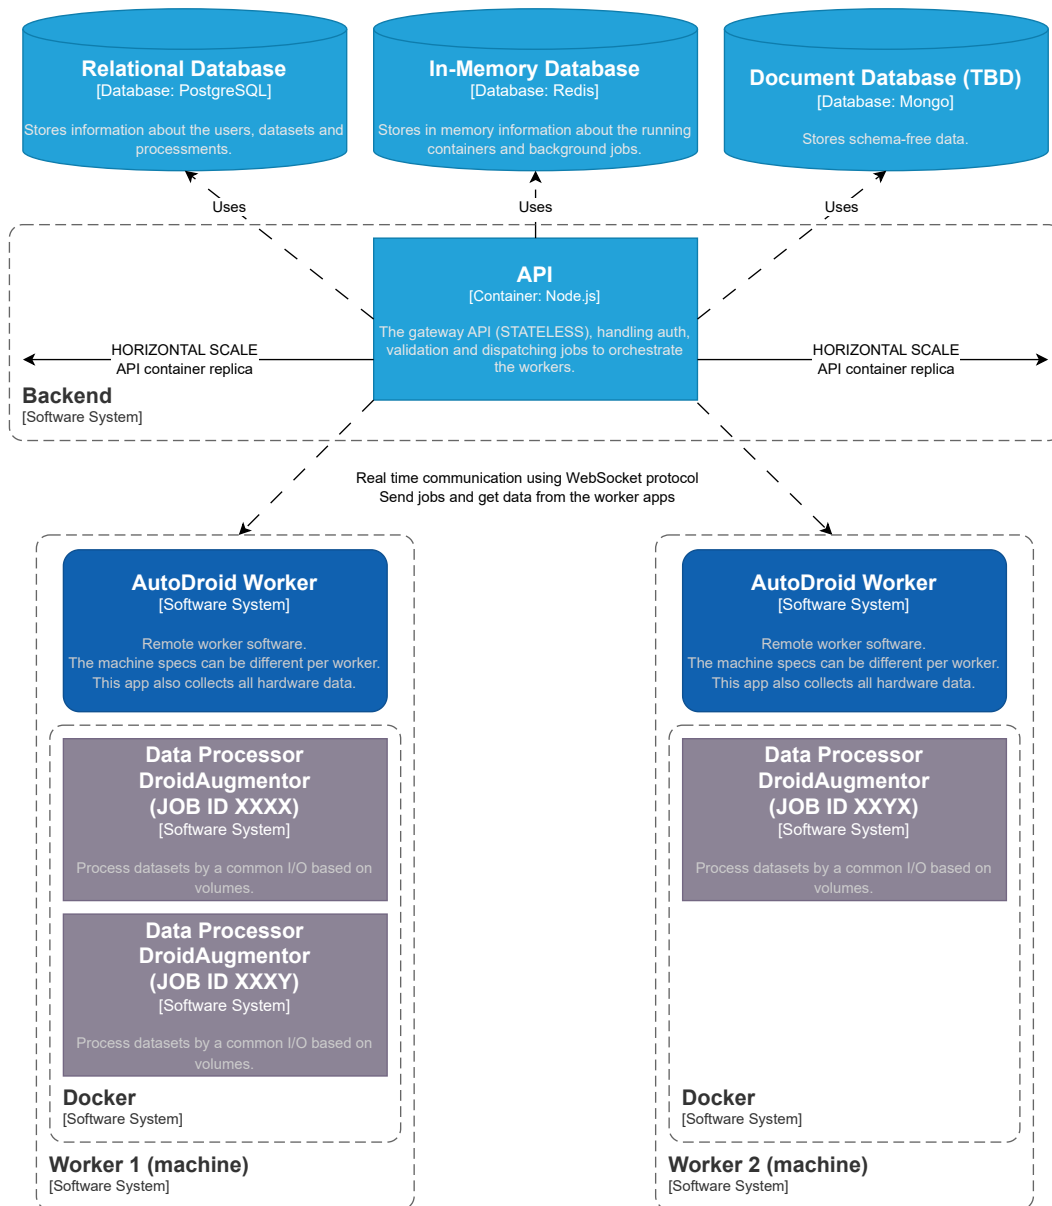 Relational Database
[Database: PostgreSQL]
Stores information about the users, datasets and
processments.
In-Memory Database
[Database: Redis]
Stores in memory information about the running
containers and background jobs.
Document Database (TBD)
[Database: Mongo]
Stores schema-free data.
Uses
Uses
Uses
API
[Container: Node.js]
The gateway API (STATELESS), handling auth,
validation and dispatching jobs to orchestrate
the workers.
HORIZONTAL SCALE
API container replica
HORIZONTAL SCALE
API container replica
Backend
[Software System]
Real time communication using WebSocket protocol
Send jobs and get data from the worker apps
AutoDroid Worker
[Software System]
Remote worker software.
The machine specs can be different per worker.
This app also collects all hardware data.
Data Processor
DroidAugmentor
(JOB ID XXXX)
[Software System]
Process datasets by a common I/O based on
volumes.
Data Processor
DroidAugmentor
(JOB ID XXXY)
[Software System]
Process datasets by a common I/O based on
volumes.
Docker
[Software System]
Worker 1 (machine)
[Software System]
AutoDroid Worker
[Software System]
Remote worker software.
The machine specs can be different per worker.
This app also collects all hardware data.
Data Processor
DroidAugmentor
(JOB ID XXYX)
[Software System]
Process datasets by a common I/O based on
volumes.
Docker
[Software System]
Worker 2 (machine)
[Software System]